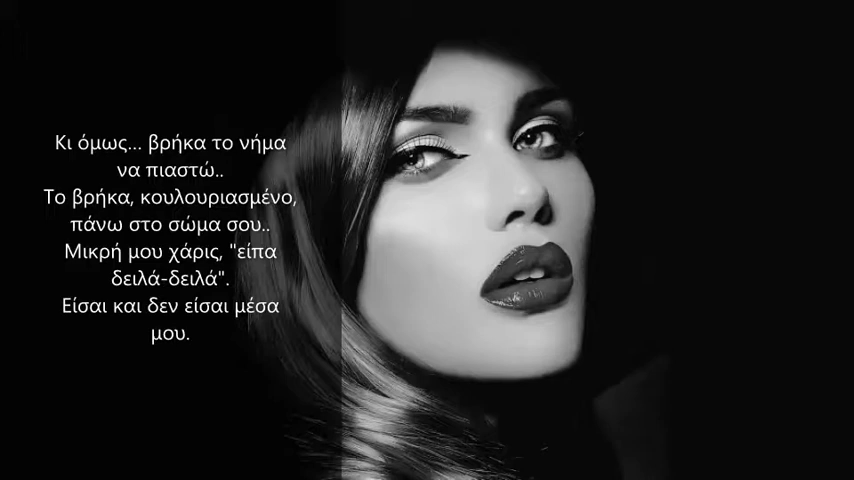 Κι όμως... βρήκα το νήμα
να πιαστώ..
Το βρήκα, κουλουριασμένο,
πάνω στο σώμα σου..
Μικρή μου χάρις, "είπα
δειλά-δειλά".
Είσαι και δεν είσαι μέσα
μου.